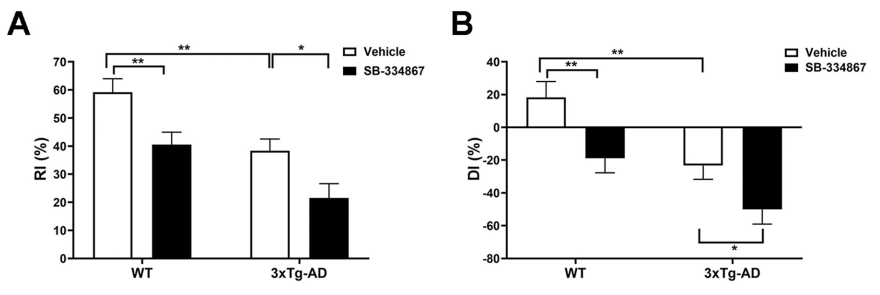 A
** *
**
Vehicle
SB-334867
RI (%)
70
60
50
40
30
20
10
0
WT 3xTg-AD
B
**
**
Vehicle
SB-334867
DI (%)
40
20
0
-20
-40
-60
-80
*
WT 3xTg-AD